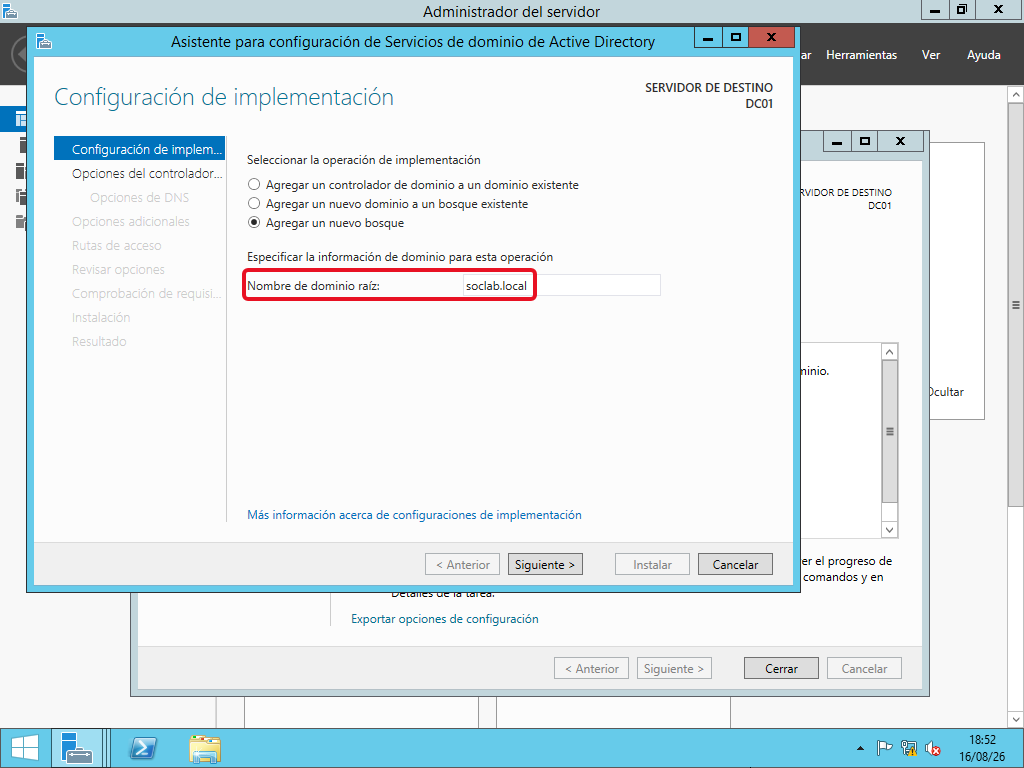 Administrador del servidor
Asistente para configuración de Servicios de dominio de Active Directory
ar Herramientas Ver Ayuda
Configuración de implementación
SERVIDOR DE DESTINO
DC01
Configuración de implem...
Opciones del controlador...
Opciones de DNS
Opciones adicionales
Rutas de acceso
Revisar opciones
Comprobación de requisi...
Instalación
Resultado
Seleccionar la operación de implementación
Agregar un controlador de dominio a un dominio existente
Agregar un nuevo dominio a un bosque existente
Agregar un nuevo bosque
Especificar la información de dominio para esta operación
Nombre de dominio raíz: soclab.local
Más información acerca de configuraciones de implementación
< Anterior Siguiente > Instalar Cancelar
RVIDOR DE DESTINO
DC01
minio.
Ocultar
er el progreso de
comandos y en
Detalles de la tarea.
Exportar opciones de configuración
< Anterior Siguiente > Cerrar Cancelar
18:52
16/08/26